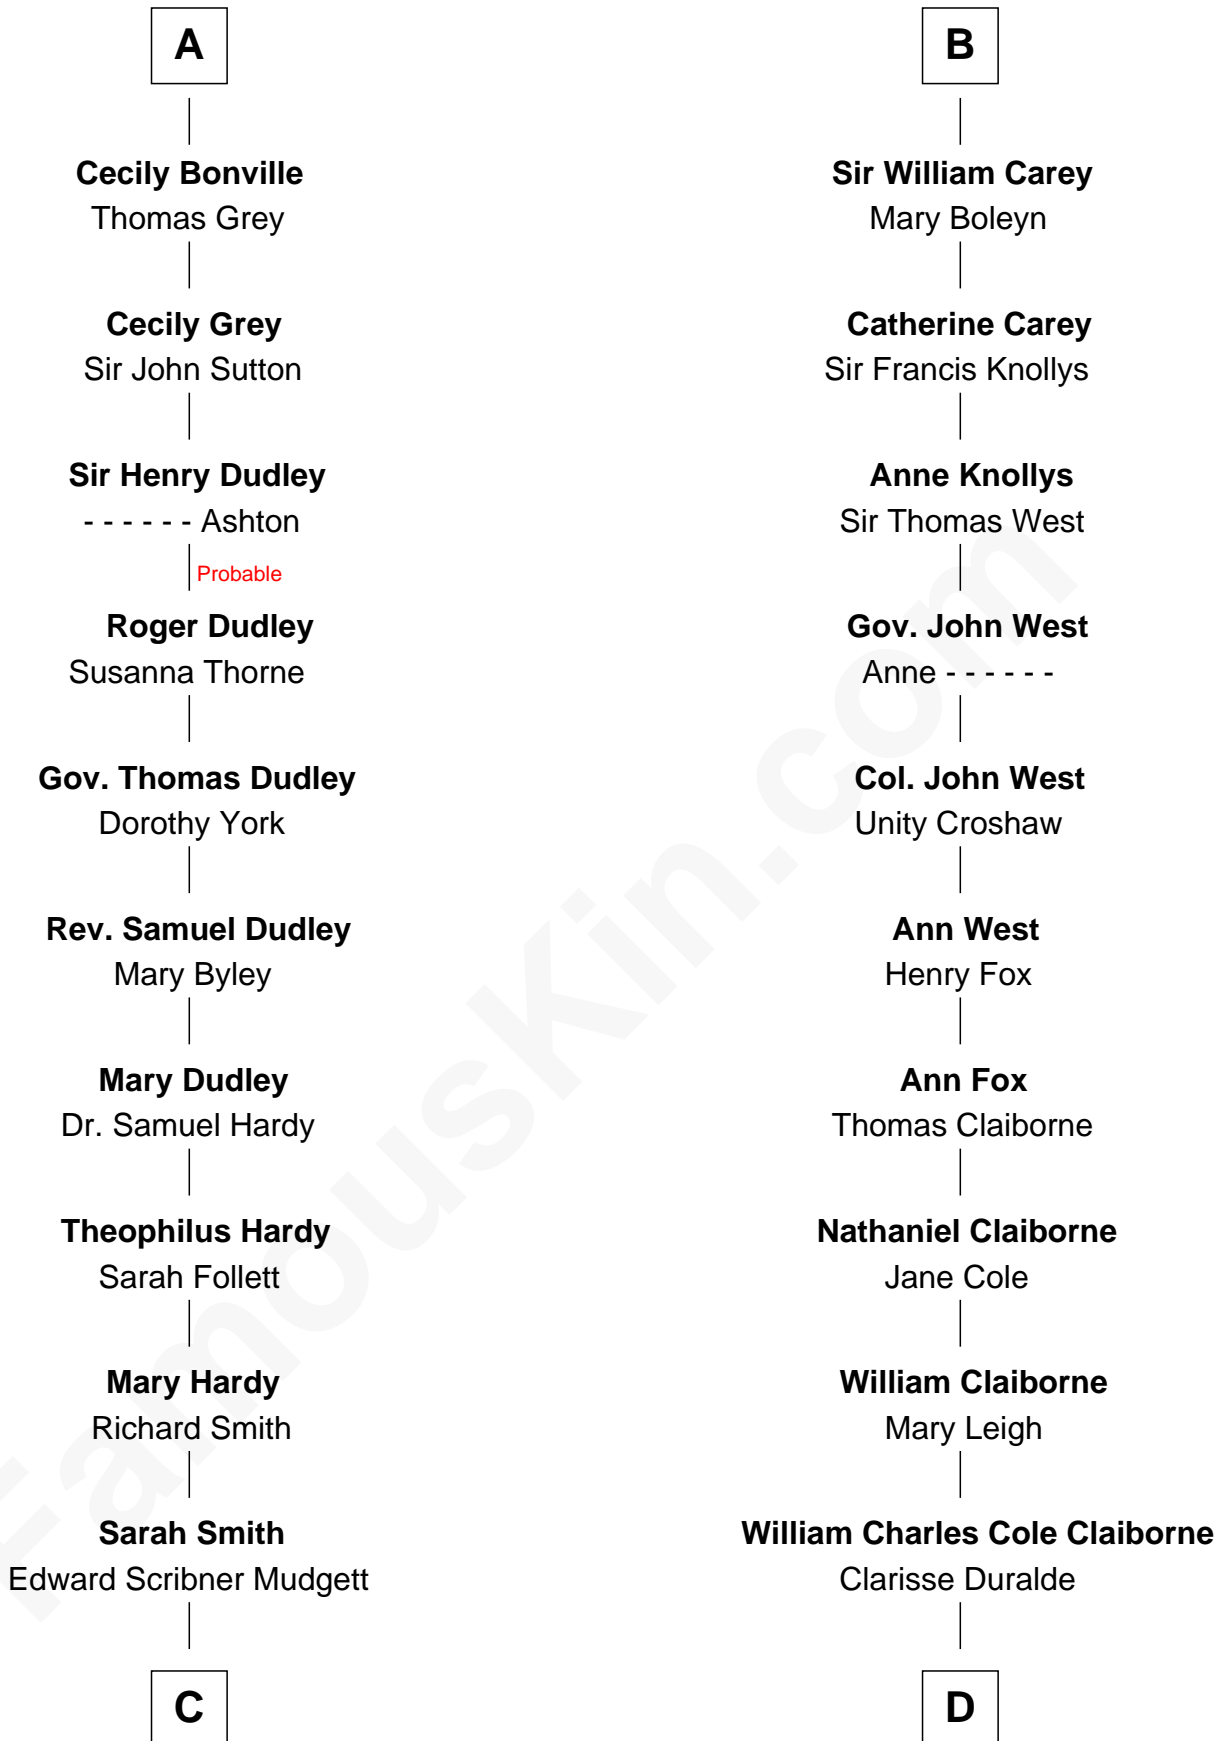 A
Cecily Bonville
Thomas Grey
Cecily Grey
Sir John Sutton
Sir Henry Dudley
- - - - - - Ashton
Probable
Roger Dudley
Susanna Thorne
Gov. Thomas Dudley
Dorothy York
Rev. Samuel Dudley
Mary Byley
Mary Dudley
Dr. Samuel Hardy
Theophilus Hardy
Sarah Follett
Mary Hardy
Richard Smith
Sarah Smith
Edward Scribner Mudgett
C
B
Sir William Carey
Mary Boleyn
Catherine Carey
Sir Francis Knollys
Anne Knollys
Sir Thomas West
Gov. John West
Anne - - - - - -
Col. John West
Unity Croshaw
Ann West
Henry Fox
Ann Fox
Thomas Claiborne
Nathaniel Claiborne
Jane Cole
William Claiborne
Mary Leigh
William Charles Cole Claiborne
Clarisse Duralde
D
FamousKin.com